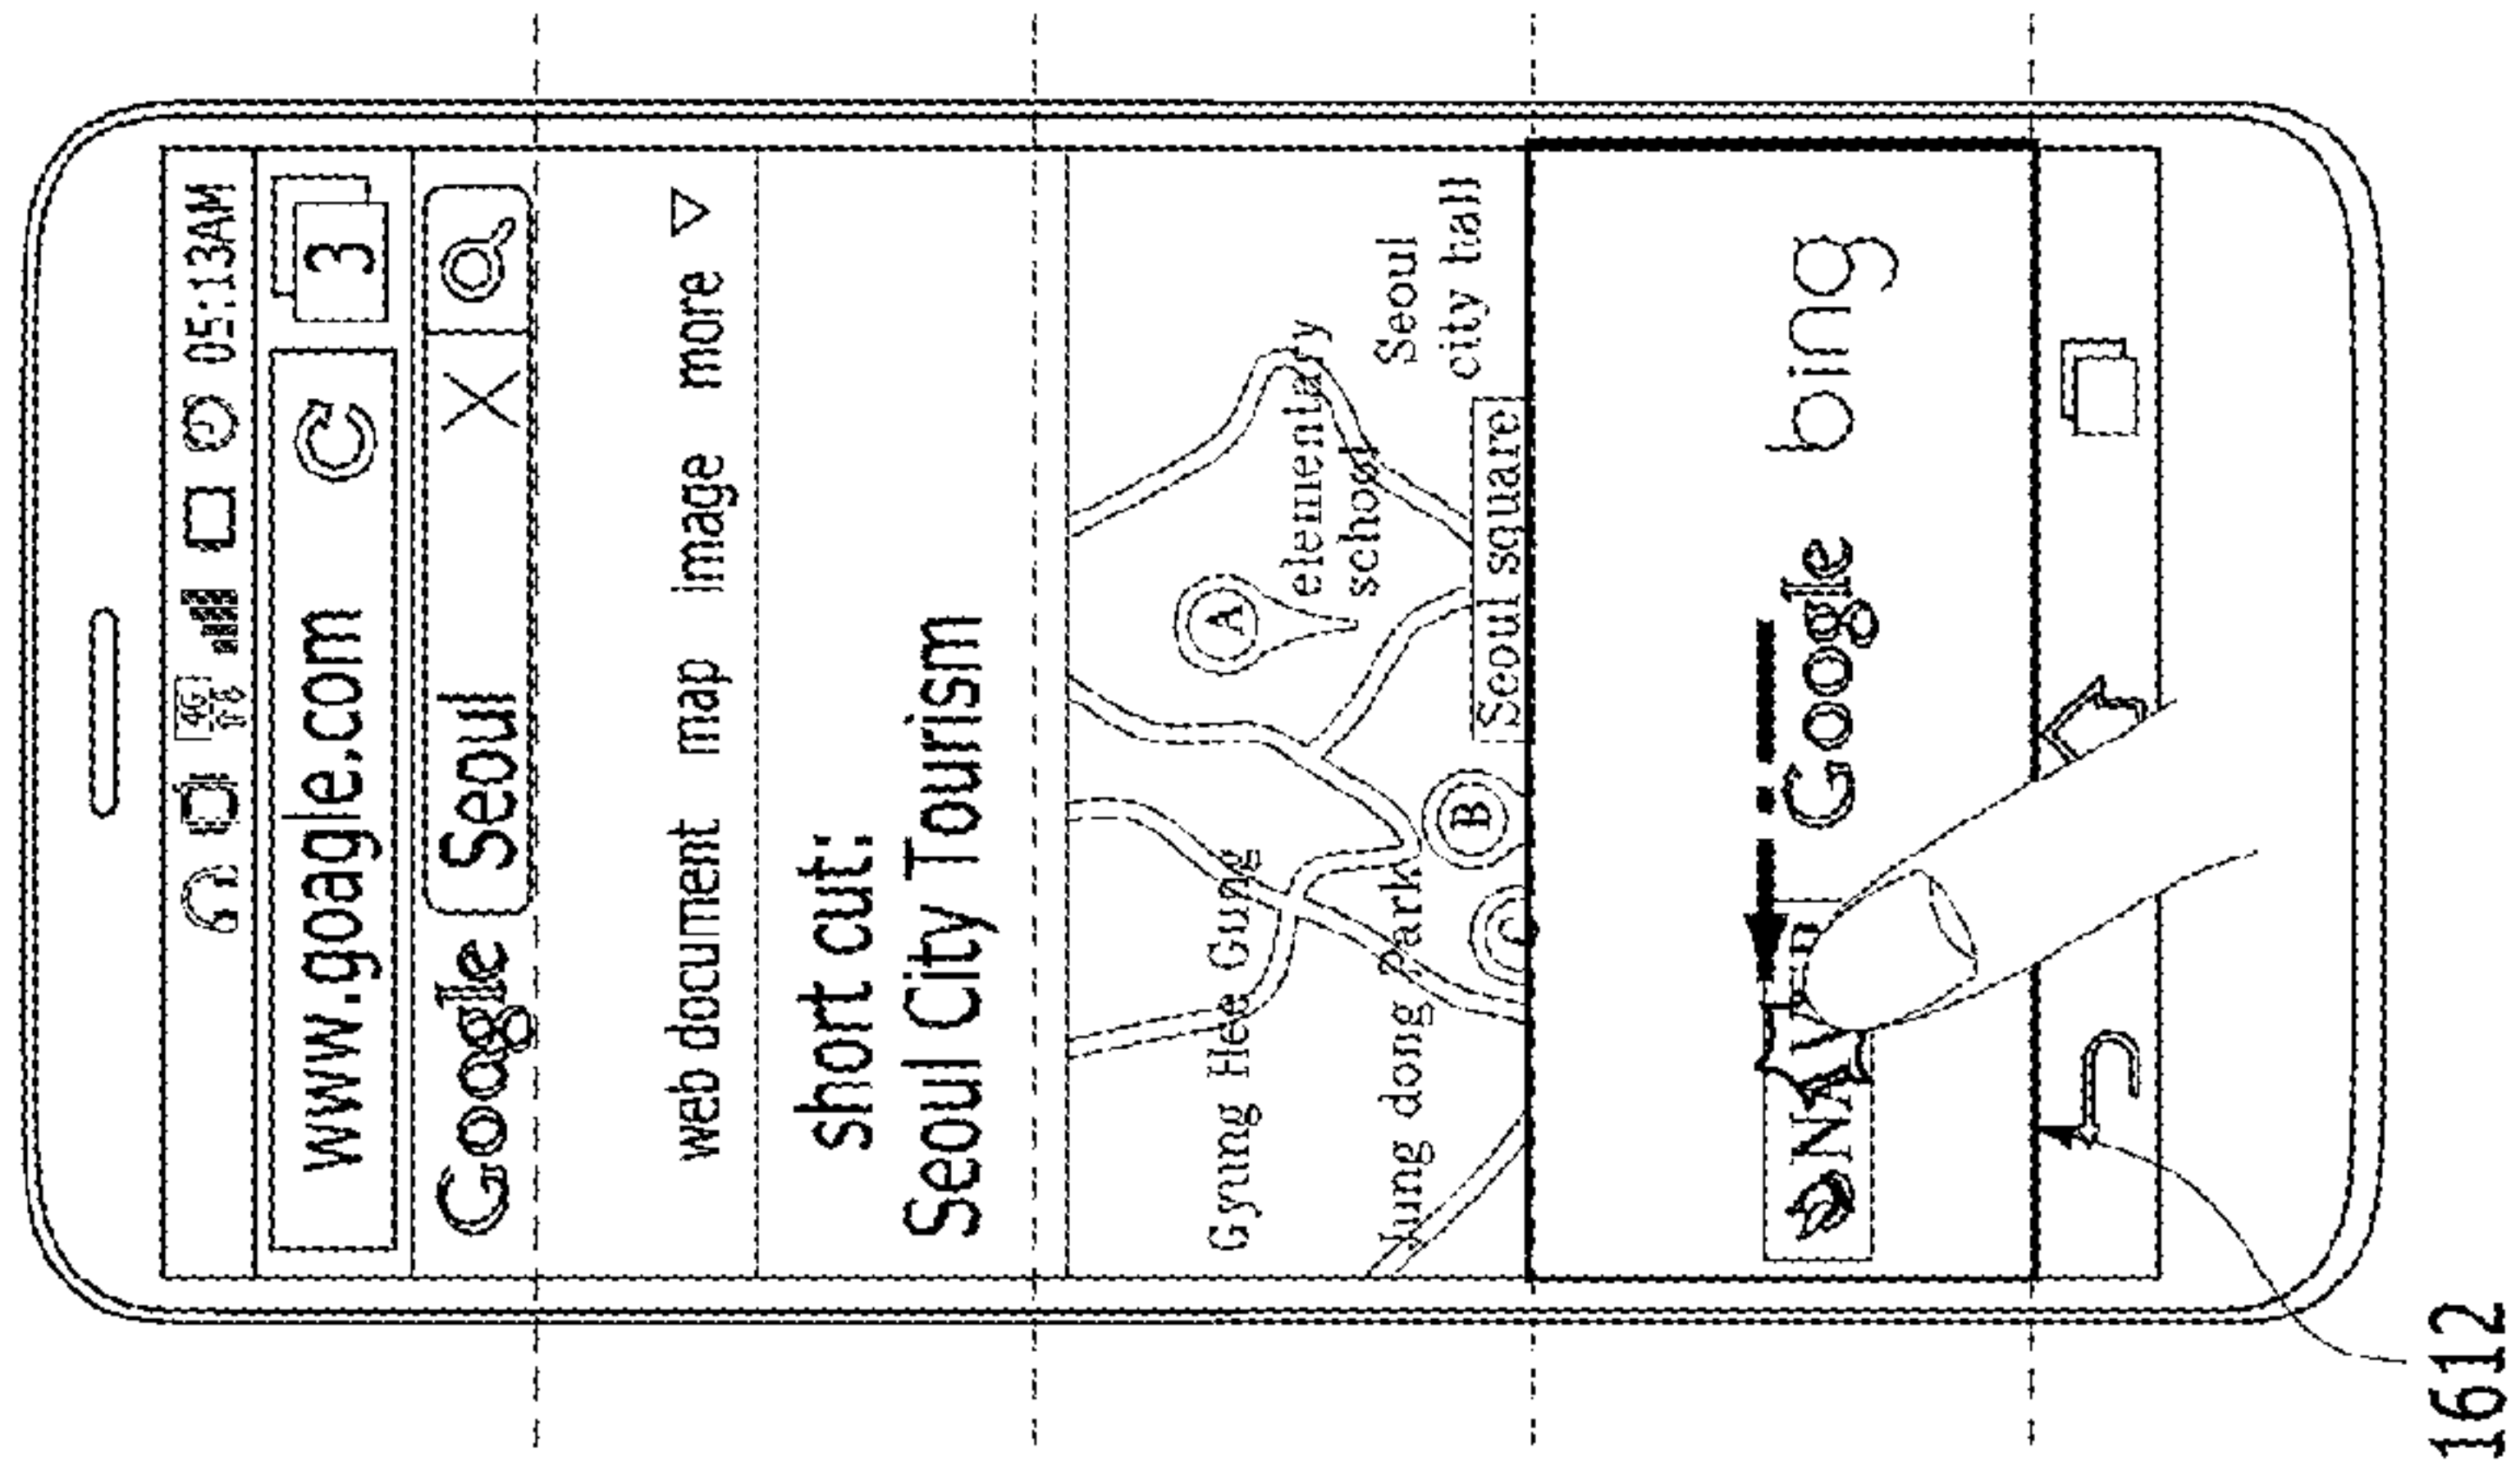 4G
05:13AM
www.goagle.com
3
Google Seoul X
web document map image more
short cut:
Seoul City Tourism
A
elementary
school
Gyung Hee Gung
Seoul
city hall
Jung dong Park
B
Seoul square
C
Google bing
1612